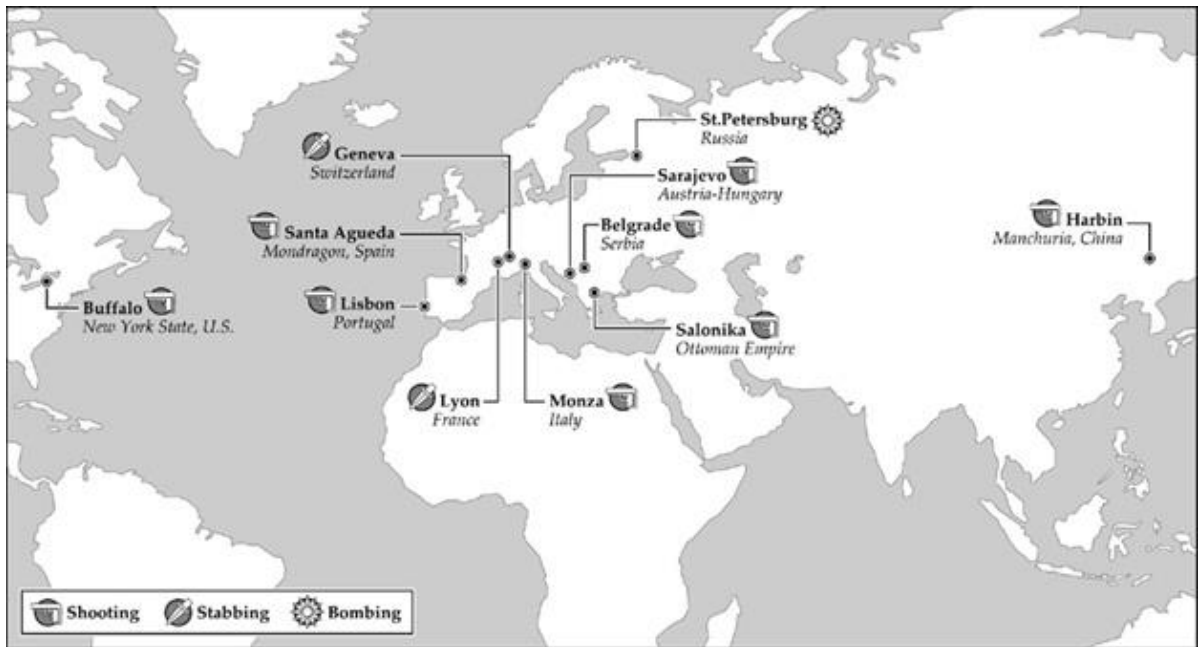 St.Petersburg
Russia
Geneva
Switzerland
Sarajevo
Austria-Hungary
Santa Agueda
Mondragon, Spain
Belgrade
Serbia
Harbin
Manchuria, China
Buffalo
New York State, U.S.
Lisbon
Portugal
Salonika
Ottoman Empire
Lyon
France
Monza
Italy
Shooting Stabbing Bombing